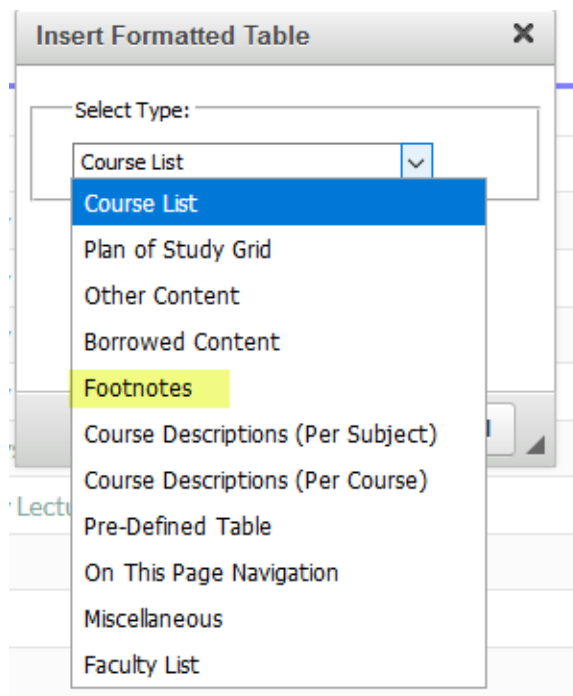 Insert Formatted Table
Select Type:
Course List
Course List
Plan of Study Grid
Other Content
Borrowed Content
Footnotes
Course Descriptions (Per Subject)
Course Descriptions (Per Course)
Lectu
Pre-Defined Table
On This Page Navigation
Miscellaneous
Faculty List